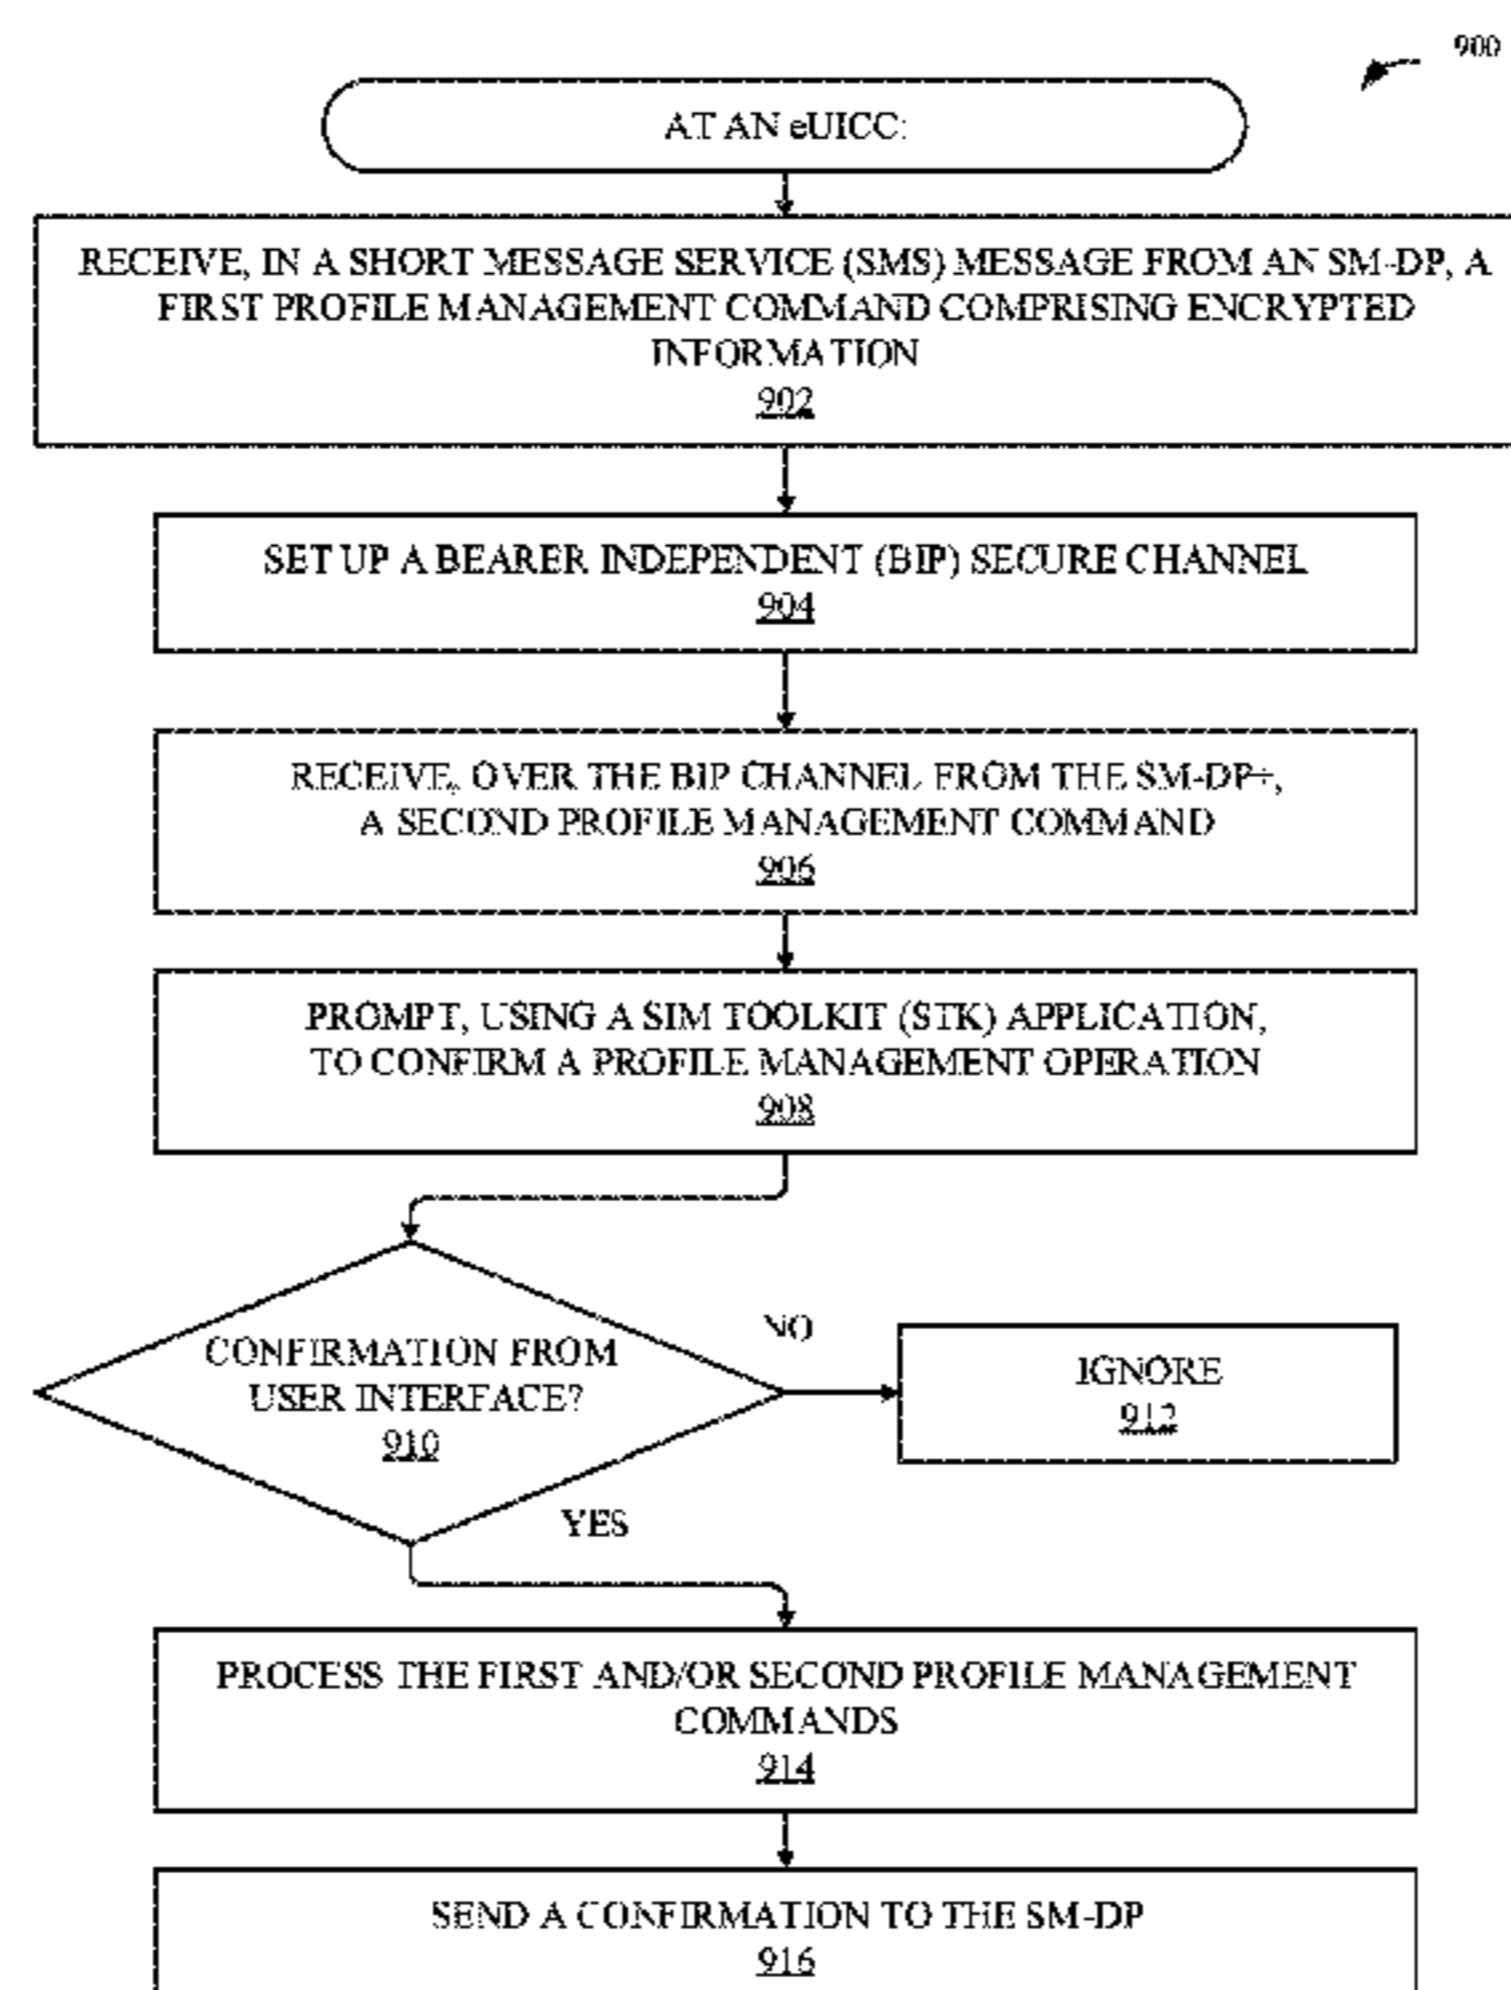 900
AT AN eUICC:
RECEIVE, IN A SHORT MESSAGE SERVICE (SMS) MESSAGE FROM AN SM-DP, A
FIRST PROFILE MANAGEMENT COMMAND COMPRISING ENCRYPTED
INFORMATION
902
SET UP A BEARER INDEPENDENT (BIP) SECURE CHANNEL
904
RECEIVE, OVER THE BIP CHANNEL FROM THE SM-DP+,
A SECOND PROFILE MANAGEMENT COMMAND
906
PROMPT, USING A SIM TOOLKIT (STK) APPLICATION,
TO CONFIRM A PROFILE MANAGEMENT OPERATION
908
CONFIRMATION FROM
USER INTERFACE?
910
NO
IGNORE
912
YES
PROCESS THE FIRST AND/OR SECOND PROFILE MANAGEMENT
COMMANDS
914
SEND A CONFIRMATION TO THE SM-DP
916